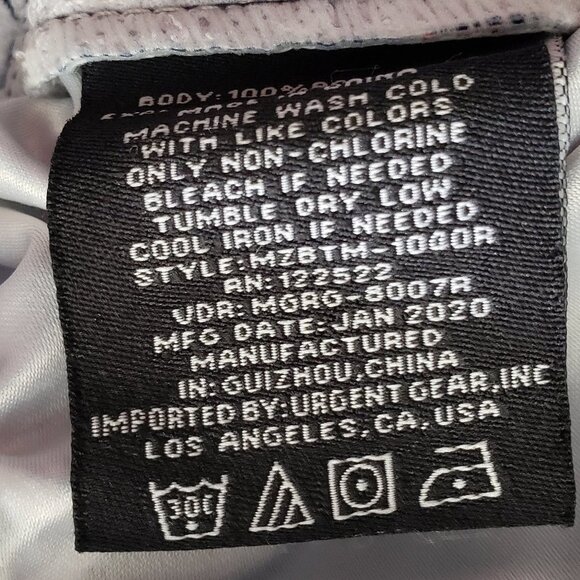 BODY: 100%
MACHINE WASH COLD
WITH LIKE COLORS
ONLY NON-CHLORINE
BLEACH IF NEEDED
TUMBLE DRY LOW
COOL IRON IF NEEDED
STYLE: MZBTM-1040R
RN: 122522
VDR: MGRG-8007R
MFG DATE: JAN 2020
MANUFACTURED
IN: GUIZHOU, CHINA
IMPORTED BY: URGENT GEAR, INC
LOS ANGELES, CA, USA
30C